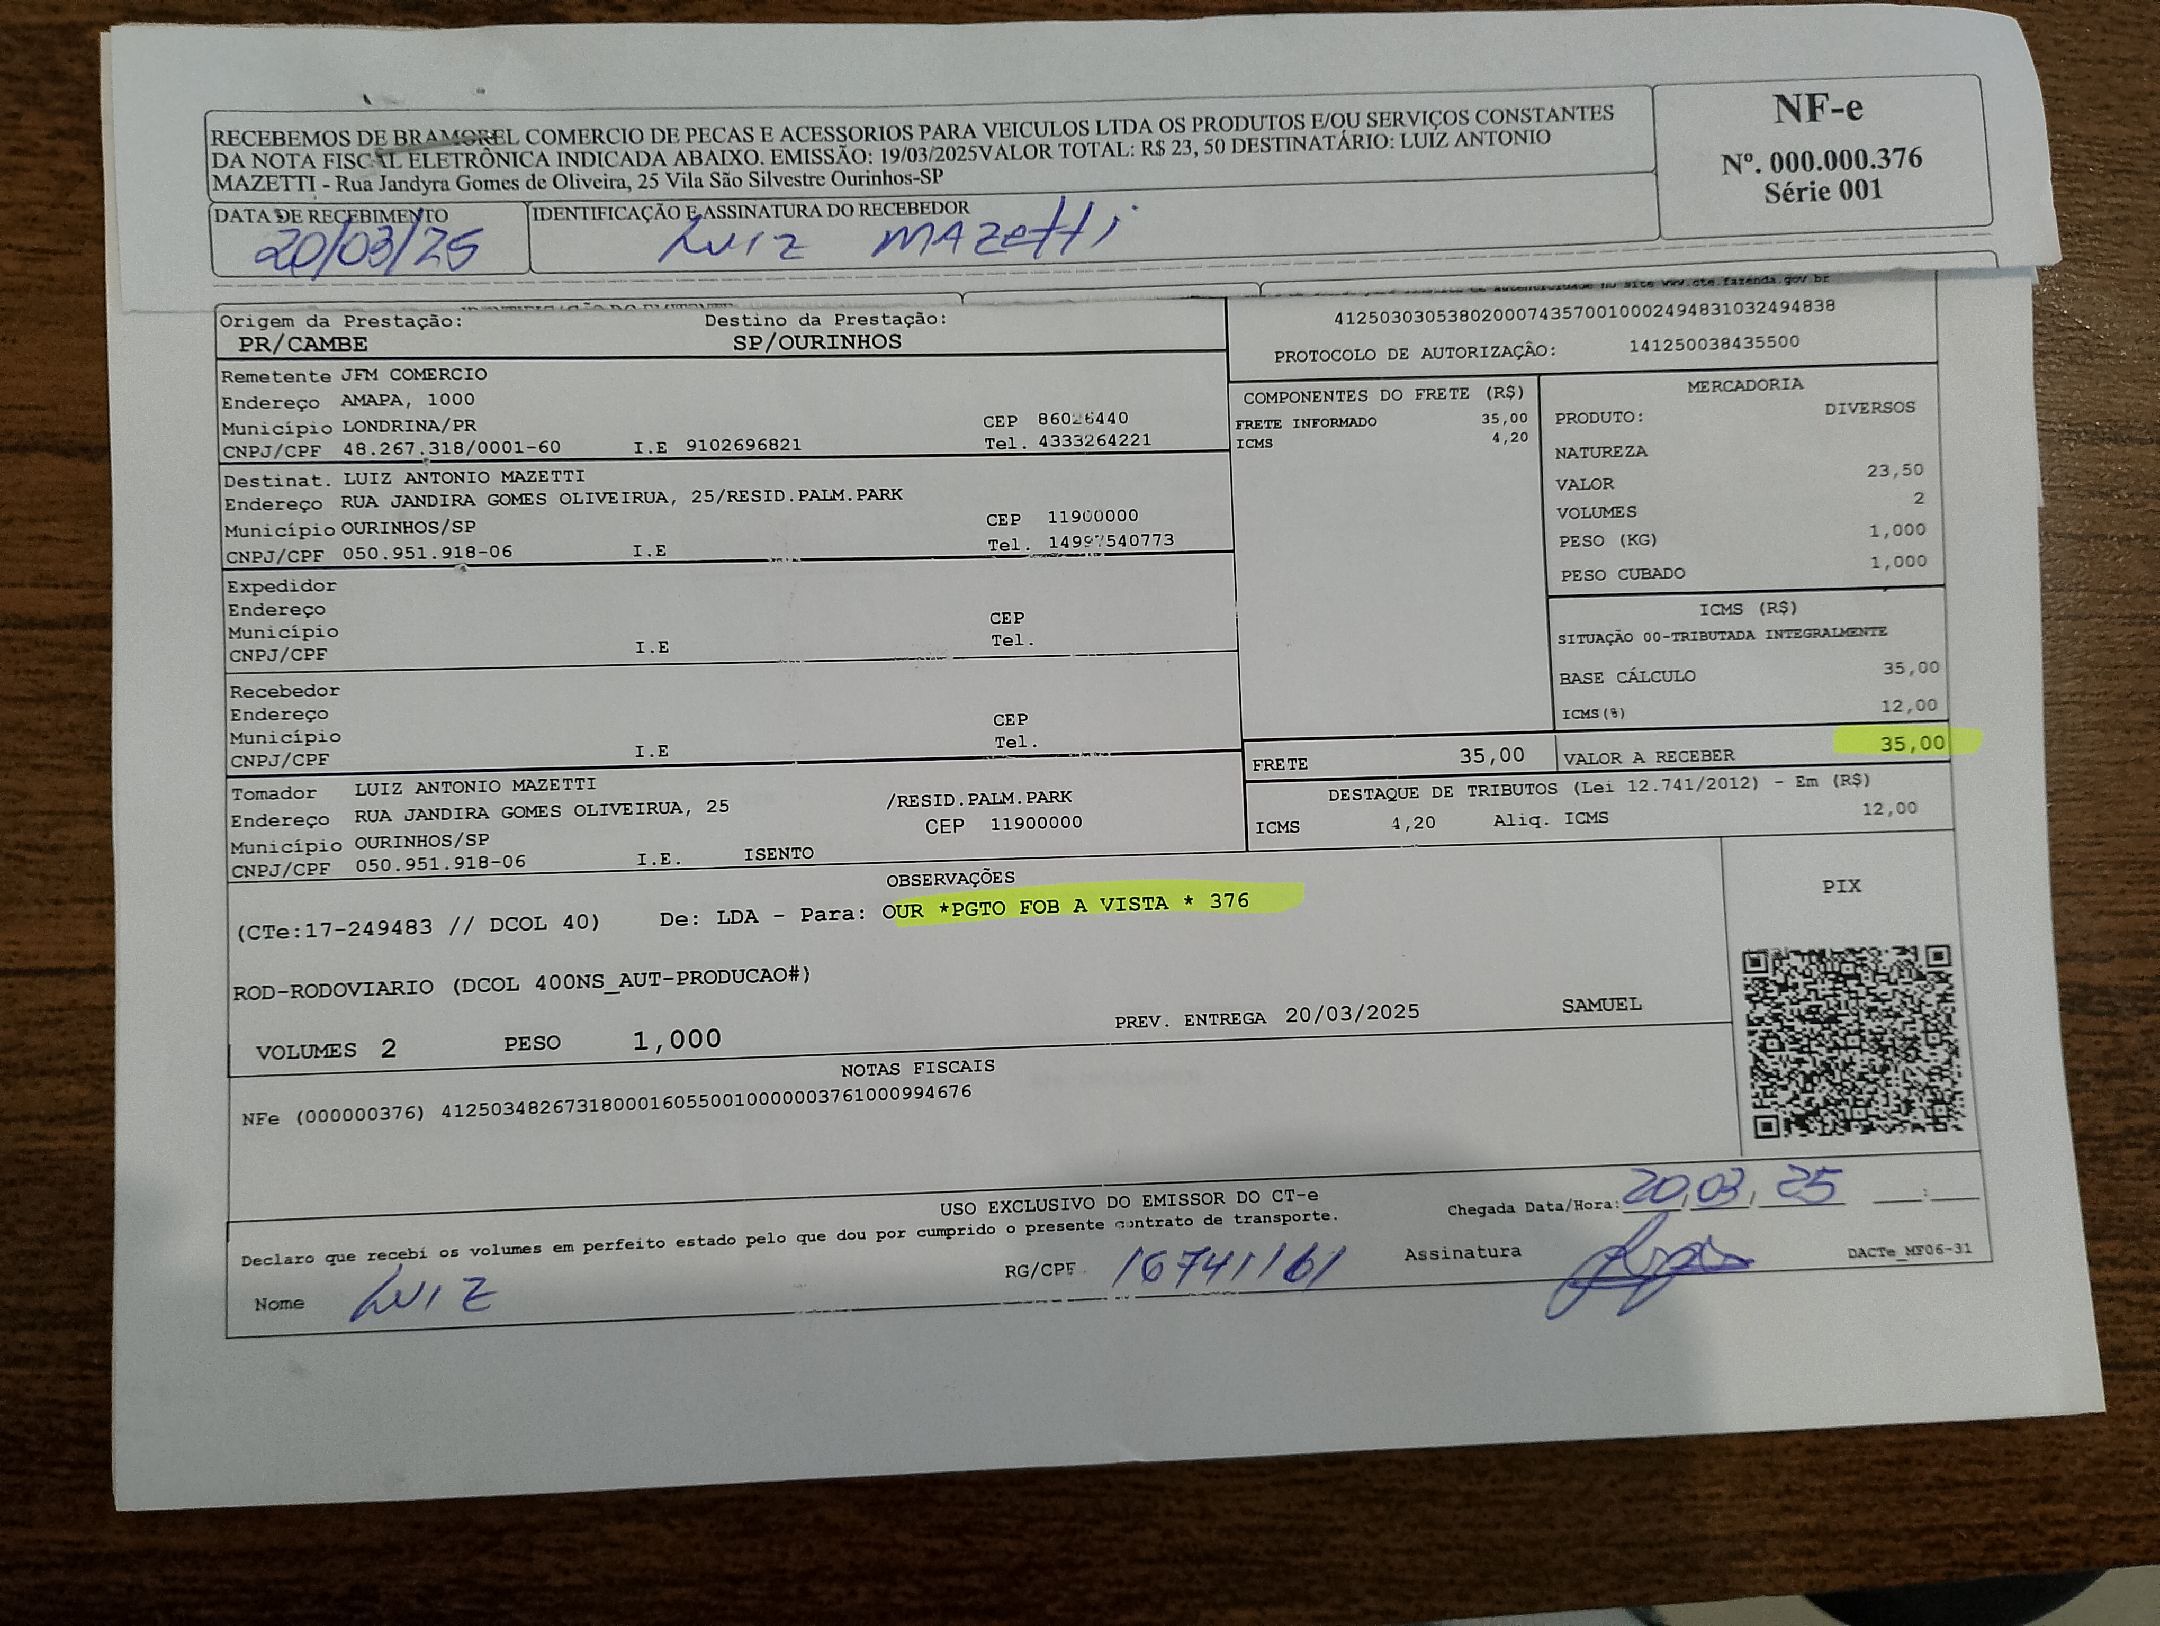 RECEBEMOS DE BRAMOREL COMERCIO DE PECAS E ACESSORIOS PARA VEICULOS LTDA OS PRODUTOS E/OU SERVIÇOS CONSTANTES
DA NOTA FISCAL ELETRÔNICA INDICADA ABAIXO. EMISSÃO: 19/03/2025VALOR TOTAL: R$ 23, 50 DESTINATÁRIO: LUIZ ANTONIO
MAZETTI - Rua Jandyra Gomes de Oliveira, 25 Vila São Silvestre Ourinhos-SP
NF-e
Nº. 000.000.376
Série 001
DATA DE RECEBIMENTO
20/03/25
IDENTIFICAÇÃO E ASSINATURA DO RECEBEDOR
LUIZ MAZETTI
no site www.cte.fazenda.gov.br
Origem da Prestação: Destino da Prestação:
PR/CAMBE SP/OURINHOS
41250303053802000743570010002494831032494838
PROTOCOLO DE AUTORIZAÇÃO: 141250038435500
Remetente JFM COMERCIO
Endereço AMAPA, 1000
Município LONDRINA/PR CEP 86026440
CNPJ/CPF 48.267.318/0001-60 I.E 9102696821 Tel. 4333264221
Destinat. LUIZ ANTONIO MAZETTI
Endereço RUA JANDIRA GOMES OLIVEIRUA, 25/RESID.PALM.PARK
Município OURINHOS/SP CEP 11900000
CNPJ/CPF 050.951.918-06 I.E Tel.
Expedidor
Endereço
Município CEP
CNPJ/CPF I.E Tel.
Recebedor
Endereço
Município CEP
CNPJ/CPF I.E Tel.
Tomador LUIZ ANTONIO MAZETTI
Endereço RUA JANDIRA GOMES OLIVEIRUA, 25 /RESID.PALM.PARK
Município OURINHOS/SP CEP 11900000
CNPJ/CPF 050.951.918-06 I.E. ISENTO
COMPONENTES DO FRETE (R$)
FRETE INFORMADO 35,00
ICMS 4,20
MERCADORIA
PRODUTO: DIVERSOS
NATUREZA
VALOR 23,50
VOLUMES 2
PESO (KG) 1,000
PESO CUBADO 1,000
ICMS (R$)
SITUAÇÃO 00-TRIBUTADA INTEGRALMENTE
BASE CÁLCULO 35,00
ICMS(%) 12,00
FRETE 35,00 VALOR A RECEBER 35,00
DESTAQUE DE TRIBUTOS (Lei 12.741/2012) - Em (R$)
ICMS 4,20 Aliq. ICMS 12,00
OBSERVAÇÕES
(CTe:17-249483 // DCOL 40) De: LDA - Para: OUR *PGTO FOB A VISTA * 376
ROD-RODOVIARIO (DCOL 400NS_AUT-PRODUCAO#)
VOLUMES 2 PESO 1,000 PREV. ENTREGA 20/03/2025 SAMUEL
PIX
NOTAS FISCAIS
NFe (000000376) 41250348267318000160550010000003761000994676
USO EXCLUSIVO DO EMISSOR DO CT-e
Declaro que recebi os volumes em perfeito estado pelo que dou por cumprido o presente contrato de transporte.
Chegada Data/Hora: 20,03,25 __:__
Nome LUIZ RG/CPF 16741161 Assinatura
DACTe_MF06-31